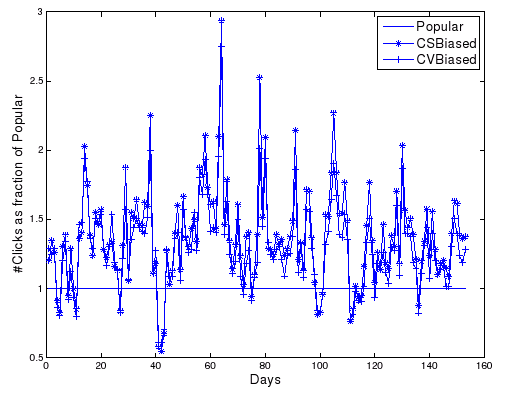 Popular
CSBiased
CVBiased
#Clicks as fraction of Popular
3
2.5
2
1.5
1
0.5
0 20 40 60 80 100 120 140 160
Days